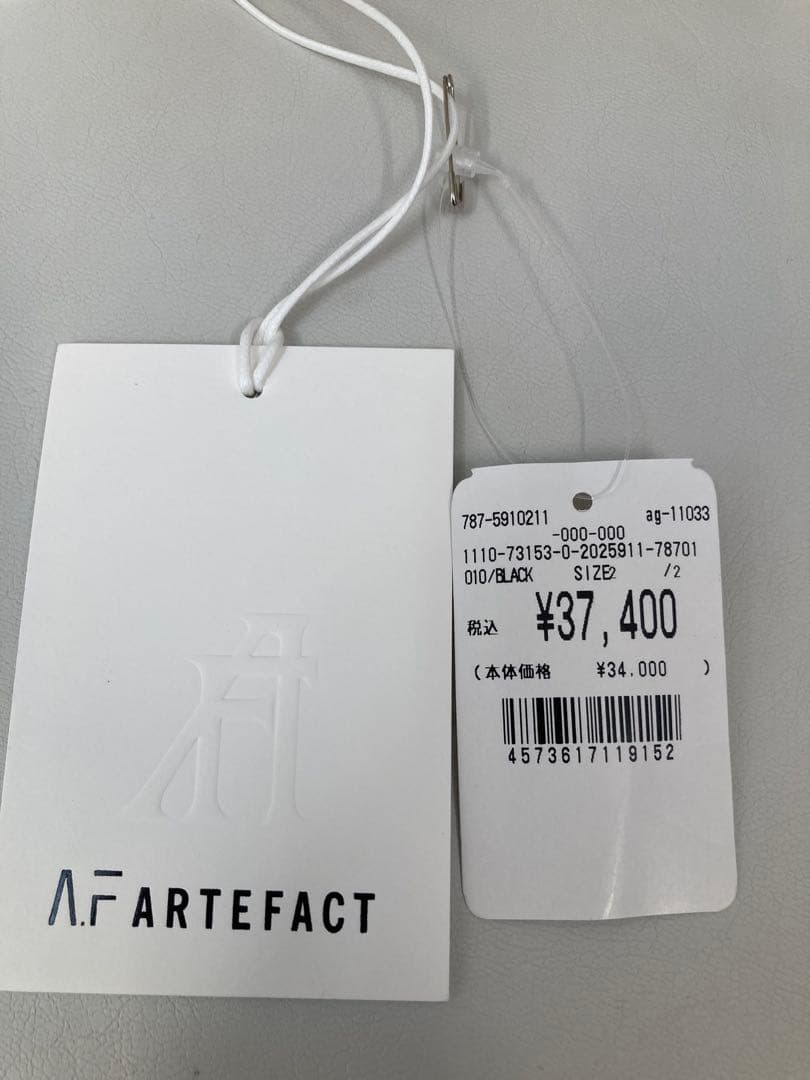 A.F ARTEFACT
787-5910211 ag-11033
-000-000
1110-73153-0-2025911-78701
010/BLACK SIZE2 /2
税込 ¥37,400
(本体価格 ¥34.000 )
4573617119152